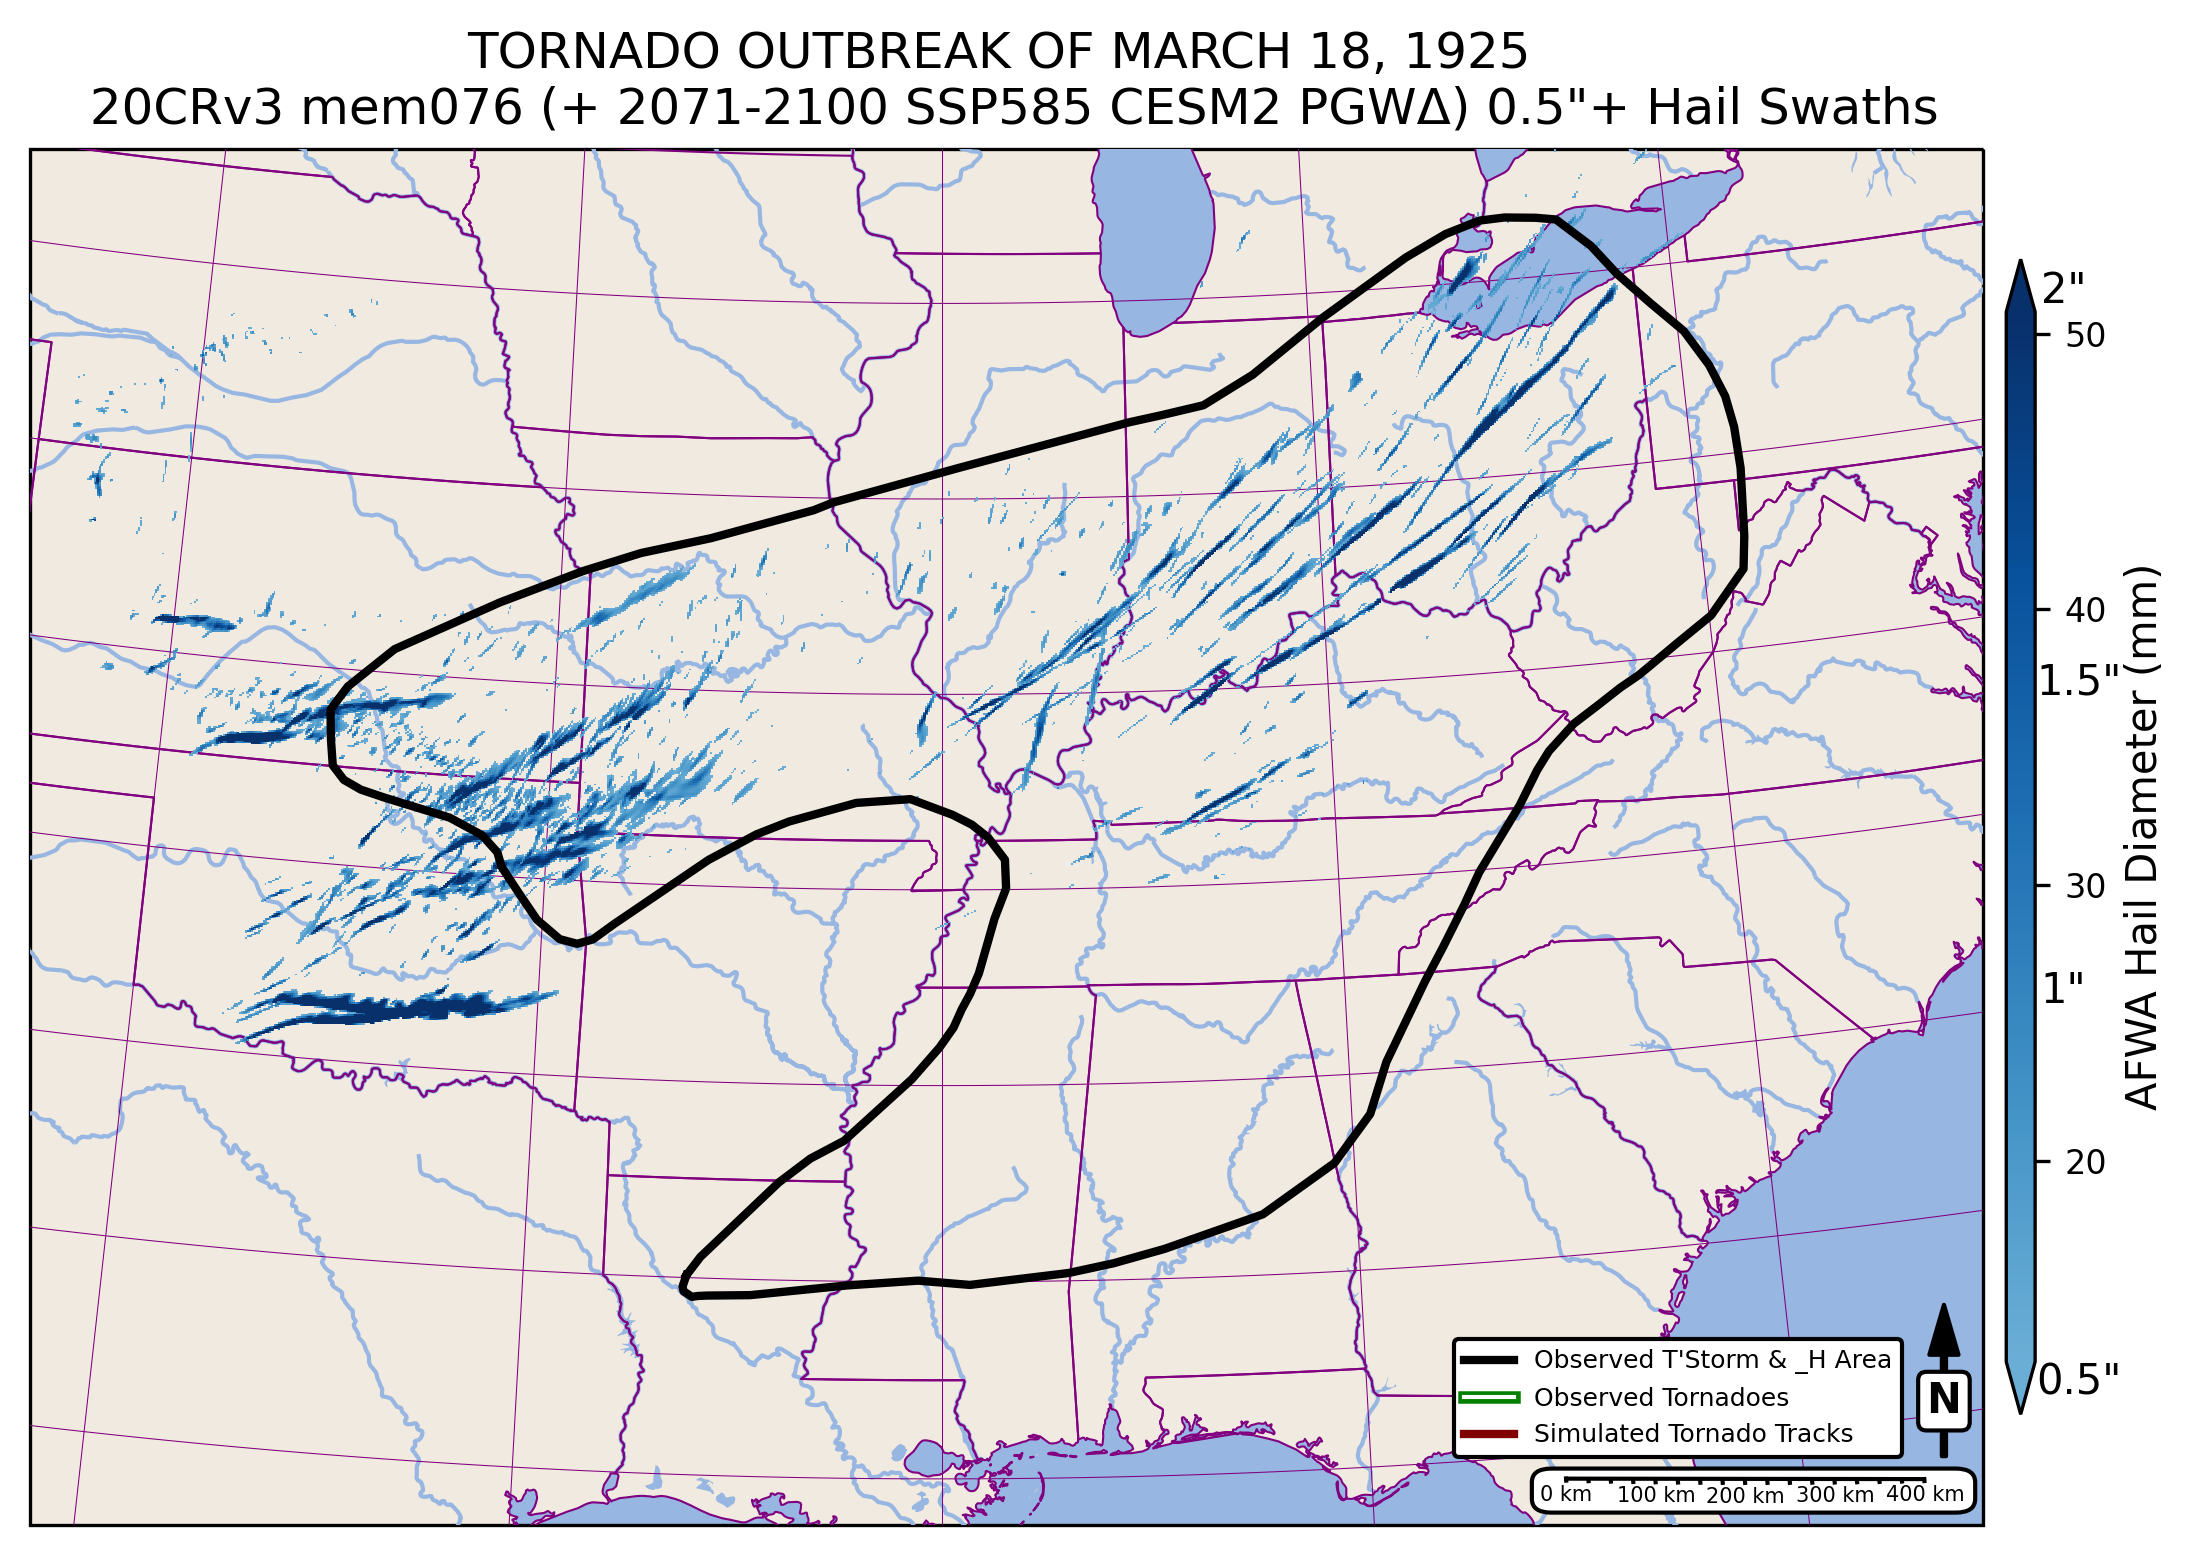 TORNADO OUTBREAK OF MARCH 18, 1925
20CRv3 mem076 (+ 2071-2100 SSP585 CESM2 PGWΔ) 0.5"+ Hail Swaths
2"
50
40
1.5"
30
1"
20
0.5"
AFWA Hail Diameter (mm)
Observed T'Storm & _H Area
Observed Tornadoes
Simulated Tornado Tracks
N
0 km 100 km 200 km 300 km 400 km